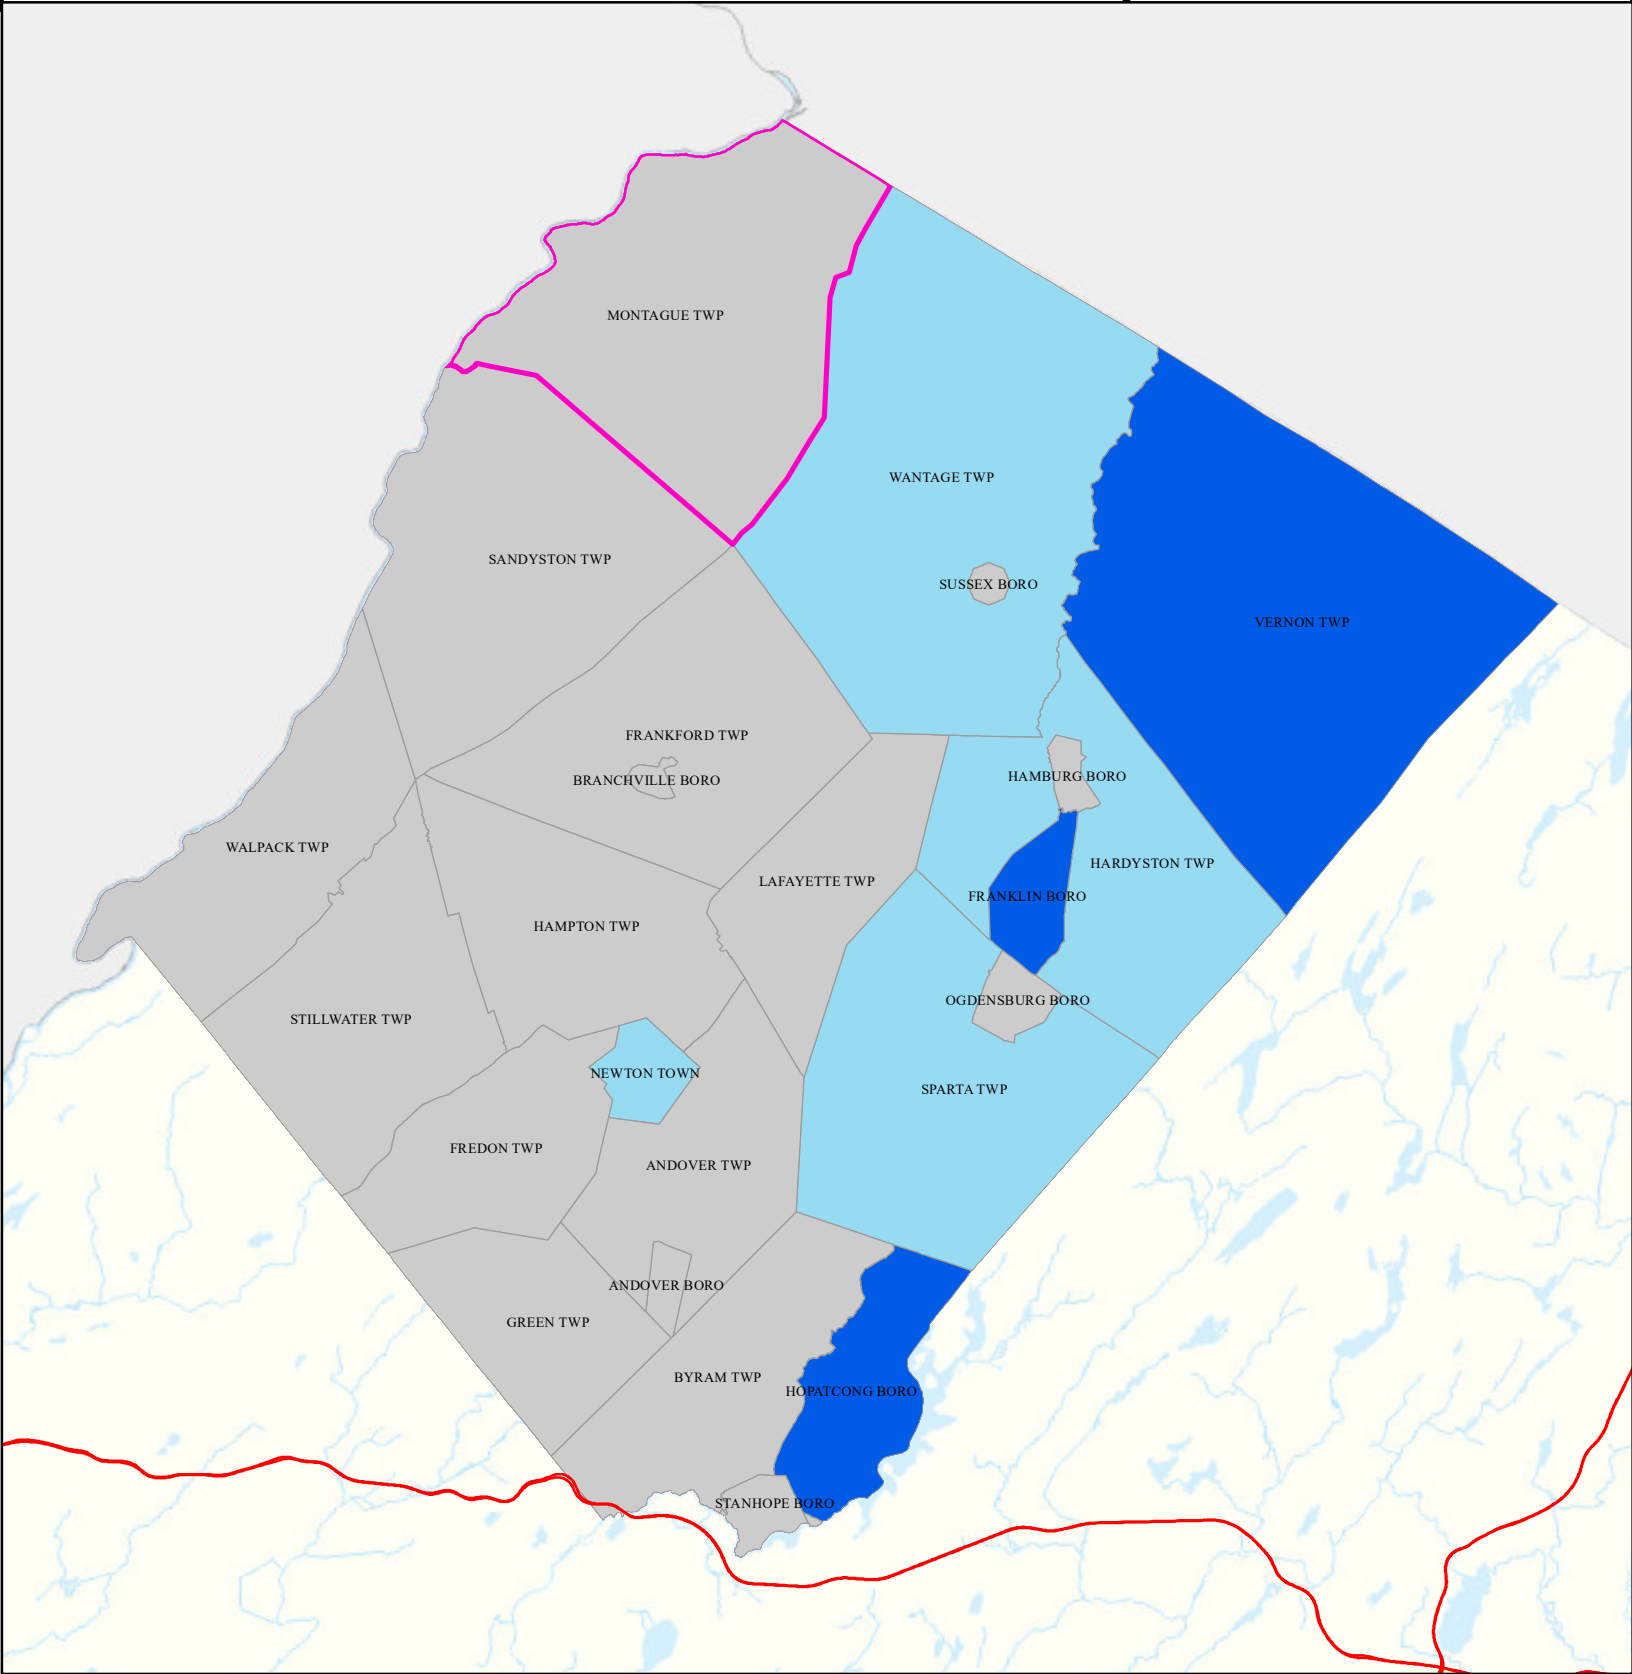 MONTAGUE TWP
WANTAGE TWP
SANDYSTON TWP
SUSSEX BORO
VERNON TWP
FRANKFORD TWP
BRANCHVILLE BORO
HAMBURG BORO
WALPACK TWP
HARDYSTON TWP
LAFAYETTE TWP
FRANKLIN BORO
HAMPTON TWP
OGDENSBURG BORO
STILLWATER TWP
NEWTON TOWN
SPARTA TWP
FREDON TWP
ANDOVER TWP
ANDOVER BORO
GREEN TWP
BYRAM TWP
HOPATCONG BORO
STANHOPE BORO